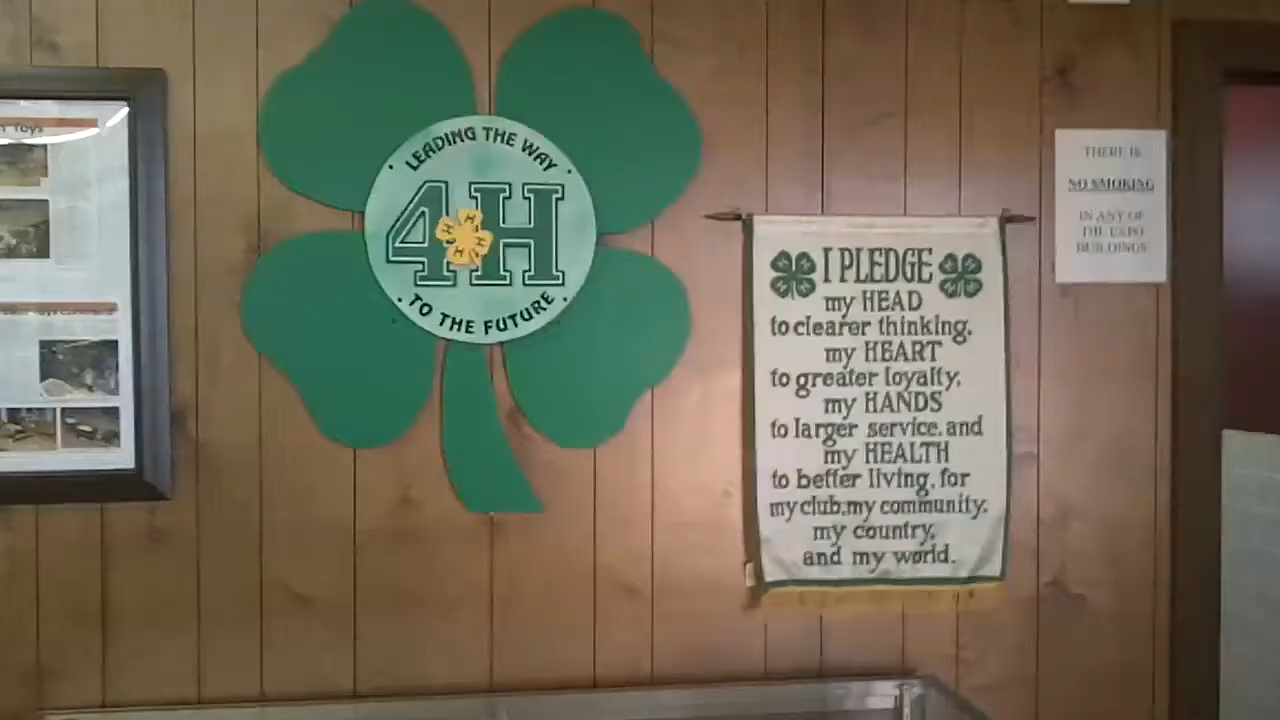 Toys
LEADING THE WAY
4H
H
H
H
H
TO THE FUTURE
I PLEDGE
my HEAD
to clearer thinking,
my HEART
to greater loyalty,
my HANDS
to larger service, and
my HEALTH
to better living, for
my club, my community,
my country,
and my world.
THERE IS
NO SMOKING
IN ANY OF
THE EXPO
BUILDINGS